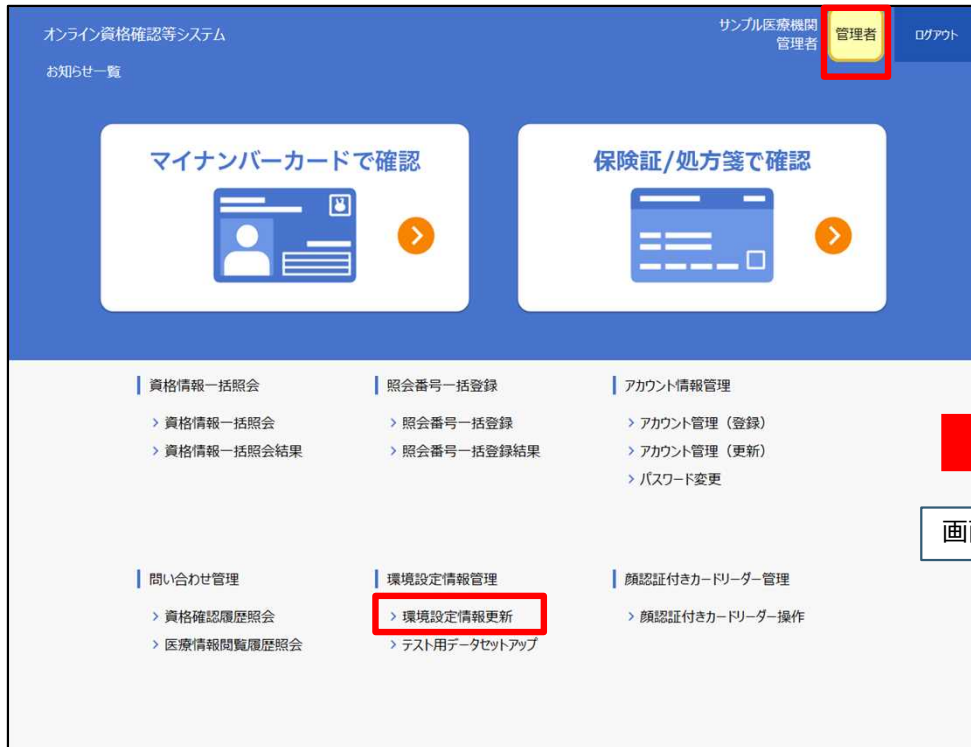 オンライン資格確認等システム
サンプル医療機関
管理者
管理者
ログアウト
お知らせ一覧
マイナンバーカードで確認
保険証/処方箋で確認
資格情報一括照会
> 資格情報一括照会
> 資格情報一括照会結果
照会番号一括登録
> 照会番号一括登録
> 照会番号一括登録結果
アカウント情報管理
> アカウント管理（登録）
> アカウント管理（更新）
> パスワード変更
問い合わせ管理
> 資格確認履歴照会
> 医療情報閲覧履歴照会
環境設定情報管理
> 環境設定情報更新
> テスト用データセットアップ
顔認証付きカードリーダー管理
> 顔認証付きカードリーダー操作